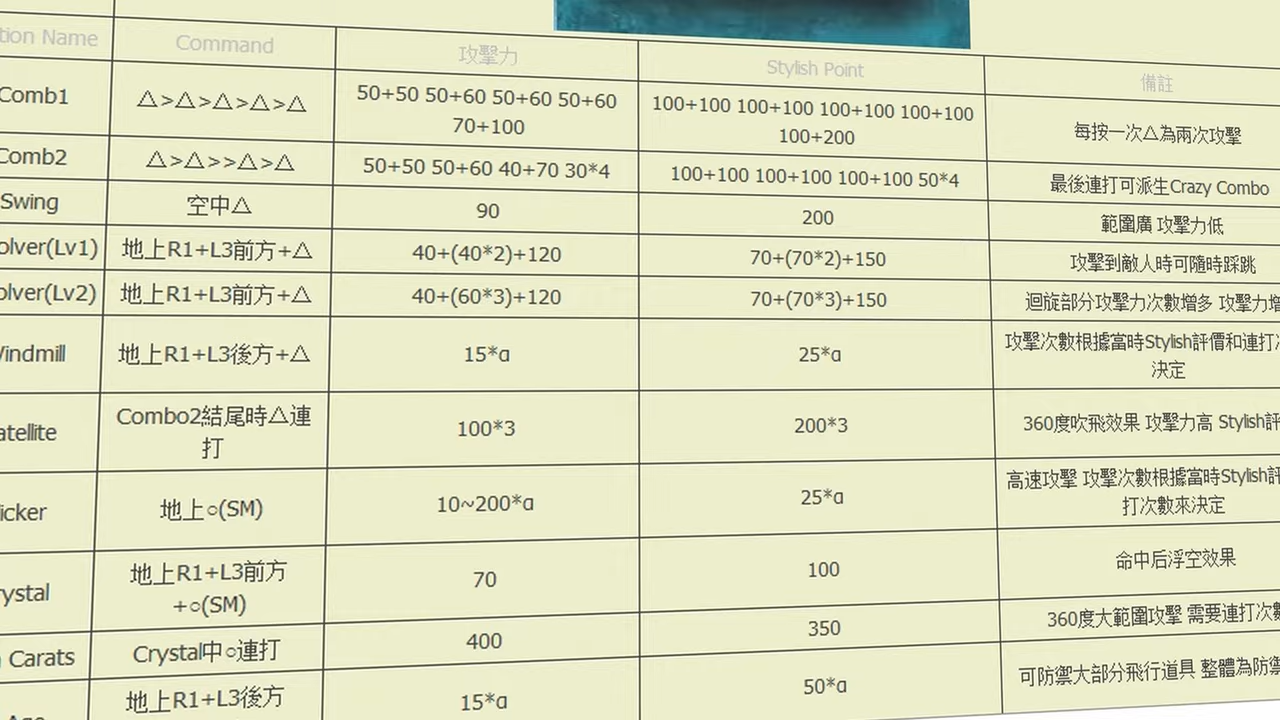 tion Name Command 攻擊力 Stylish Point 備註
Comb1 △>△>△>△>△ 50+50 50+60 50+60 50+60 100+100 100+100 100+100 100+100 每按一次△為兩次攻擊
70+100 100+200
Comb2 △>△>>△>△ 50+50 50+60 40+70 30*4 100+100 100+100 100+100 50*4 最後連打可派生Crazy Combo
Swing 空中△ 90 200 範圍廣 攻擊力低
olver(Lv1) 地上R1+L3前方+△ 40+(40*2)+120 70+(70*2)+150 攻擊到敵人時可隨時踩跳
olver(Lv2) 地上R1+L3前方+△ 40+(60*3)+120 70+(70*3)+150 迴旋部分攻擊力次數增多 攻擊力增
Vindmill 地上R1+L3後方+△ 15*α 25*α 攻擊次數根據當時Stylish評價和連打
決定
atellite Combo2結尾時△連 100*3 200*3 360度吹飛效果 攻擊力高 Stylish評
打
icker 地上○(SM) 10~200*α 25*α 高速攻擊 攻擊次數根據當時Stylish評
打次數來決定
rystal 地上R1+L3前方 70 100 命中后浮空效果
+○(SM)
Carats Crystal中○連打 400 350 360度大範圍攻擊 需要連打次數
地上R1+L3後方 15*α 50*α 可防禦大部分飛行道具 整體為防禦